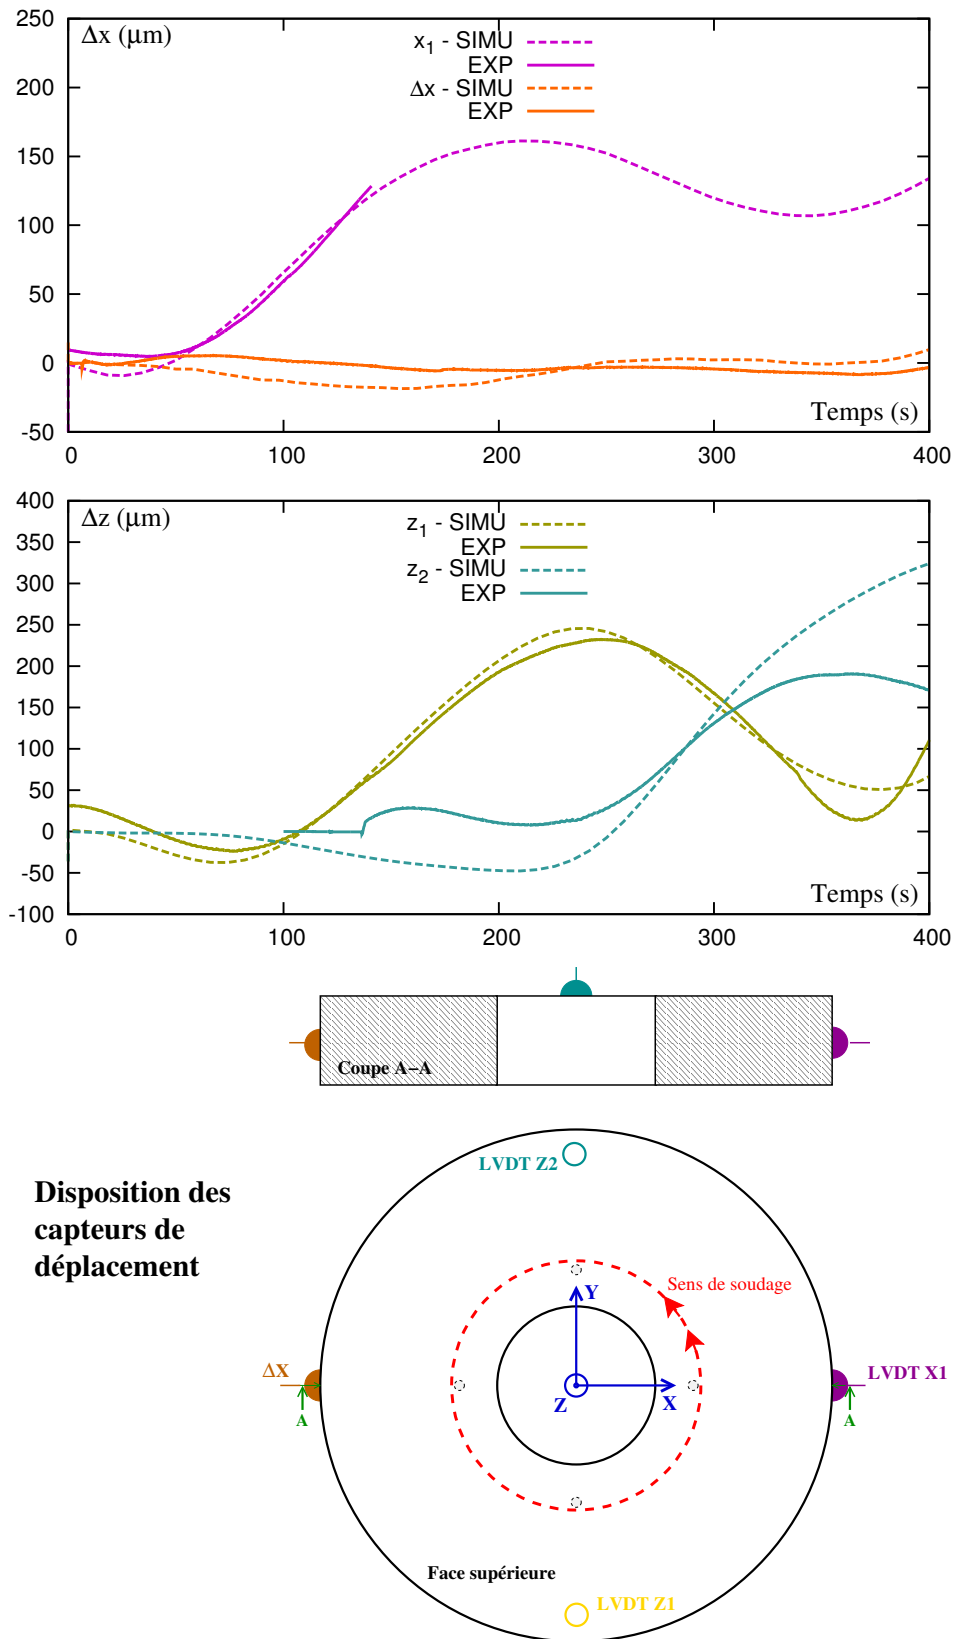 250
Δx (μm)
x1 - SIMU
EXP
Δx - SIMU
EXP
200
150
100
50
0
-50
Temps (s)
0 100 200 300 400
400
Δz (μm)
z1 - SIMU
EXP
z2 - SIMU
EXP
350
300
250
200
150
100
50
0
-50
-100
Temps (s)
0 100 200 300 400
Coupe A–A
LVDT Z2
Disposition des
capteurs de
déplacement
Sens de soudage
Y
ΔX
LVDT X1
Z
X
A
A
Face supérieure
LVDT Z1